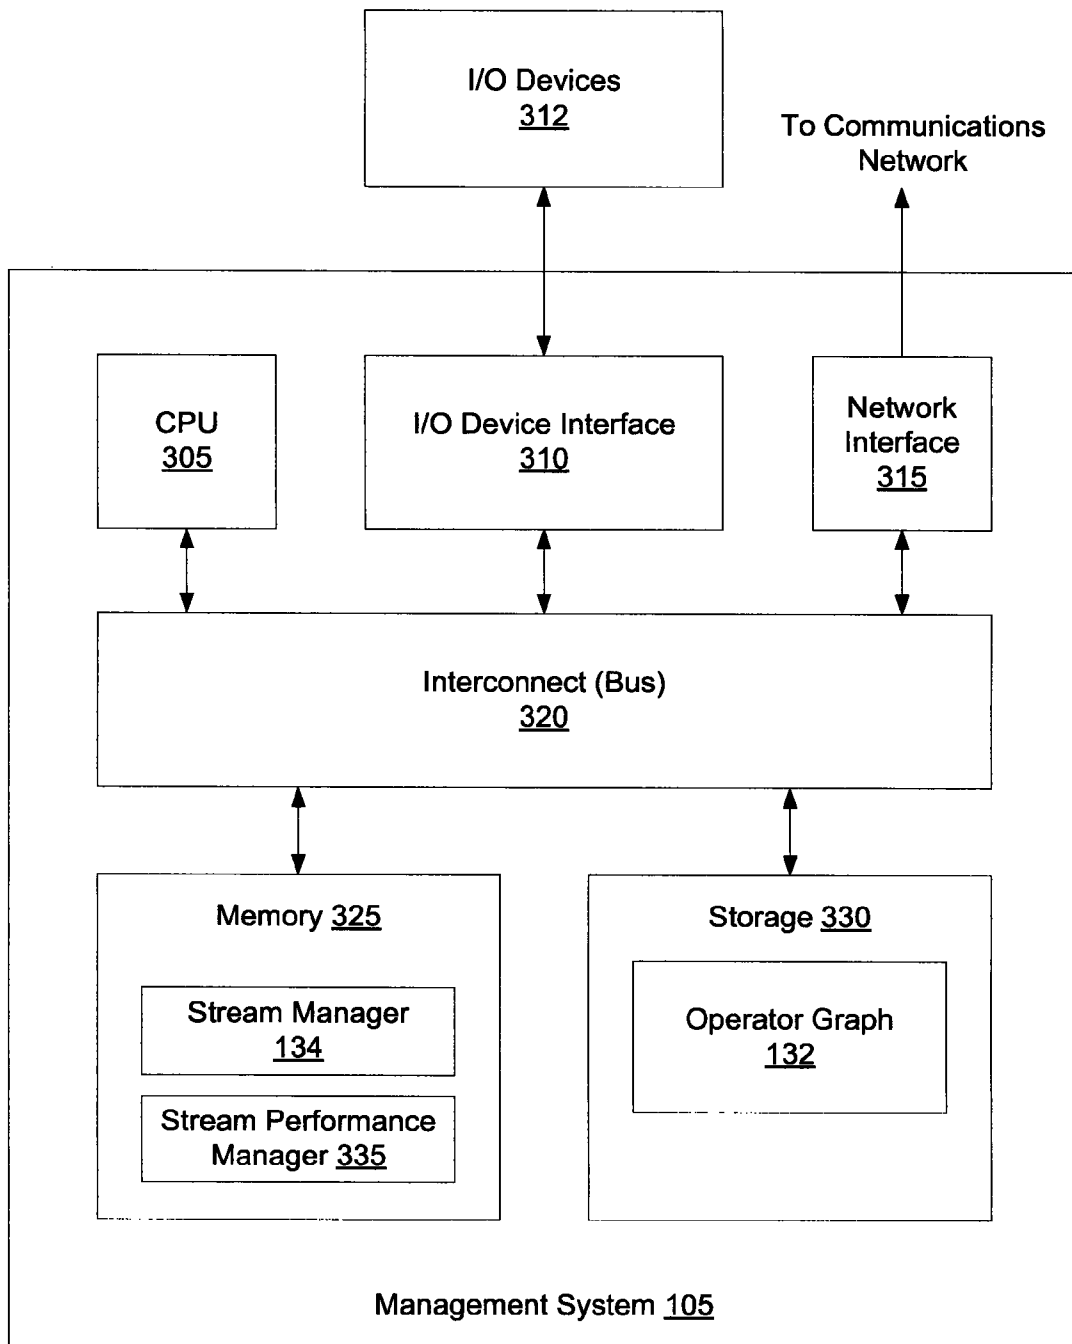 I/O Devices
312
To Communications
Network
CPU
305
I/O Device Interface
310
Network
Interface
315
Interconnect (Bus)
320
Memory 325
Stream Manager
134
Stream Performance
Manager 335
Storage 330
Operator Graph
132
Management System 105